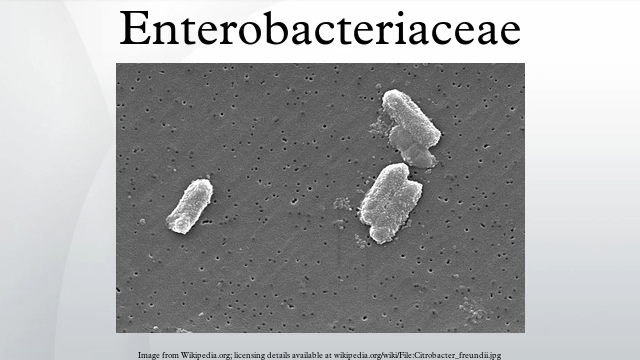 Enterobacteriaceae
Image from Wikipedia.org; licensing details available at wikipedia.org/wiki/File:Citrobacter_freundii.jpg